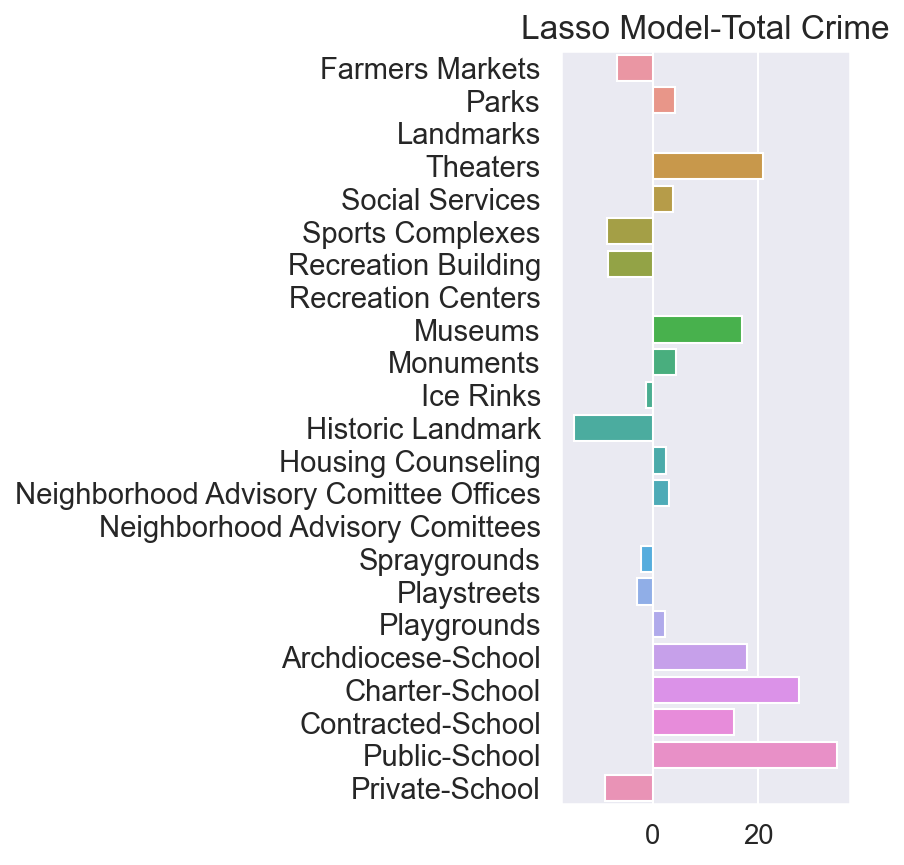 Lasso Model-Total Crime
Farmers Markets
Parks
Landmarks
Theaters
Social Services
Sports Complexes
Recreation Building
Recreation Centers
Museums
Monuments
Ice Rinks
Historic Landmark
Housing Counseling
Neighborhood Advisory Comittee Offices
Neighborhood Advisory Comittees
Spraygrounds
Playstreets
Playgrounds
Archdiocese-School
Charter-School
Contracted-School
Public-School
Private-School
0 20